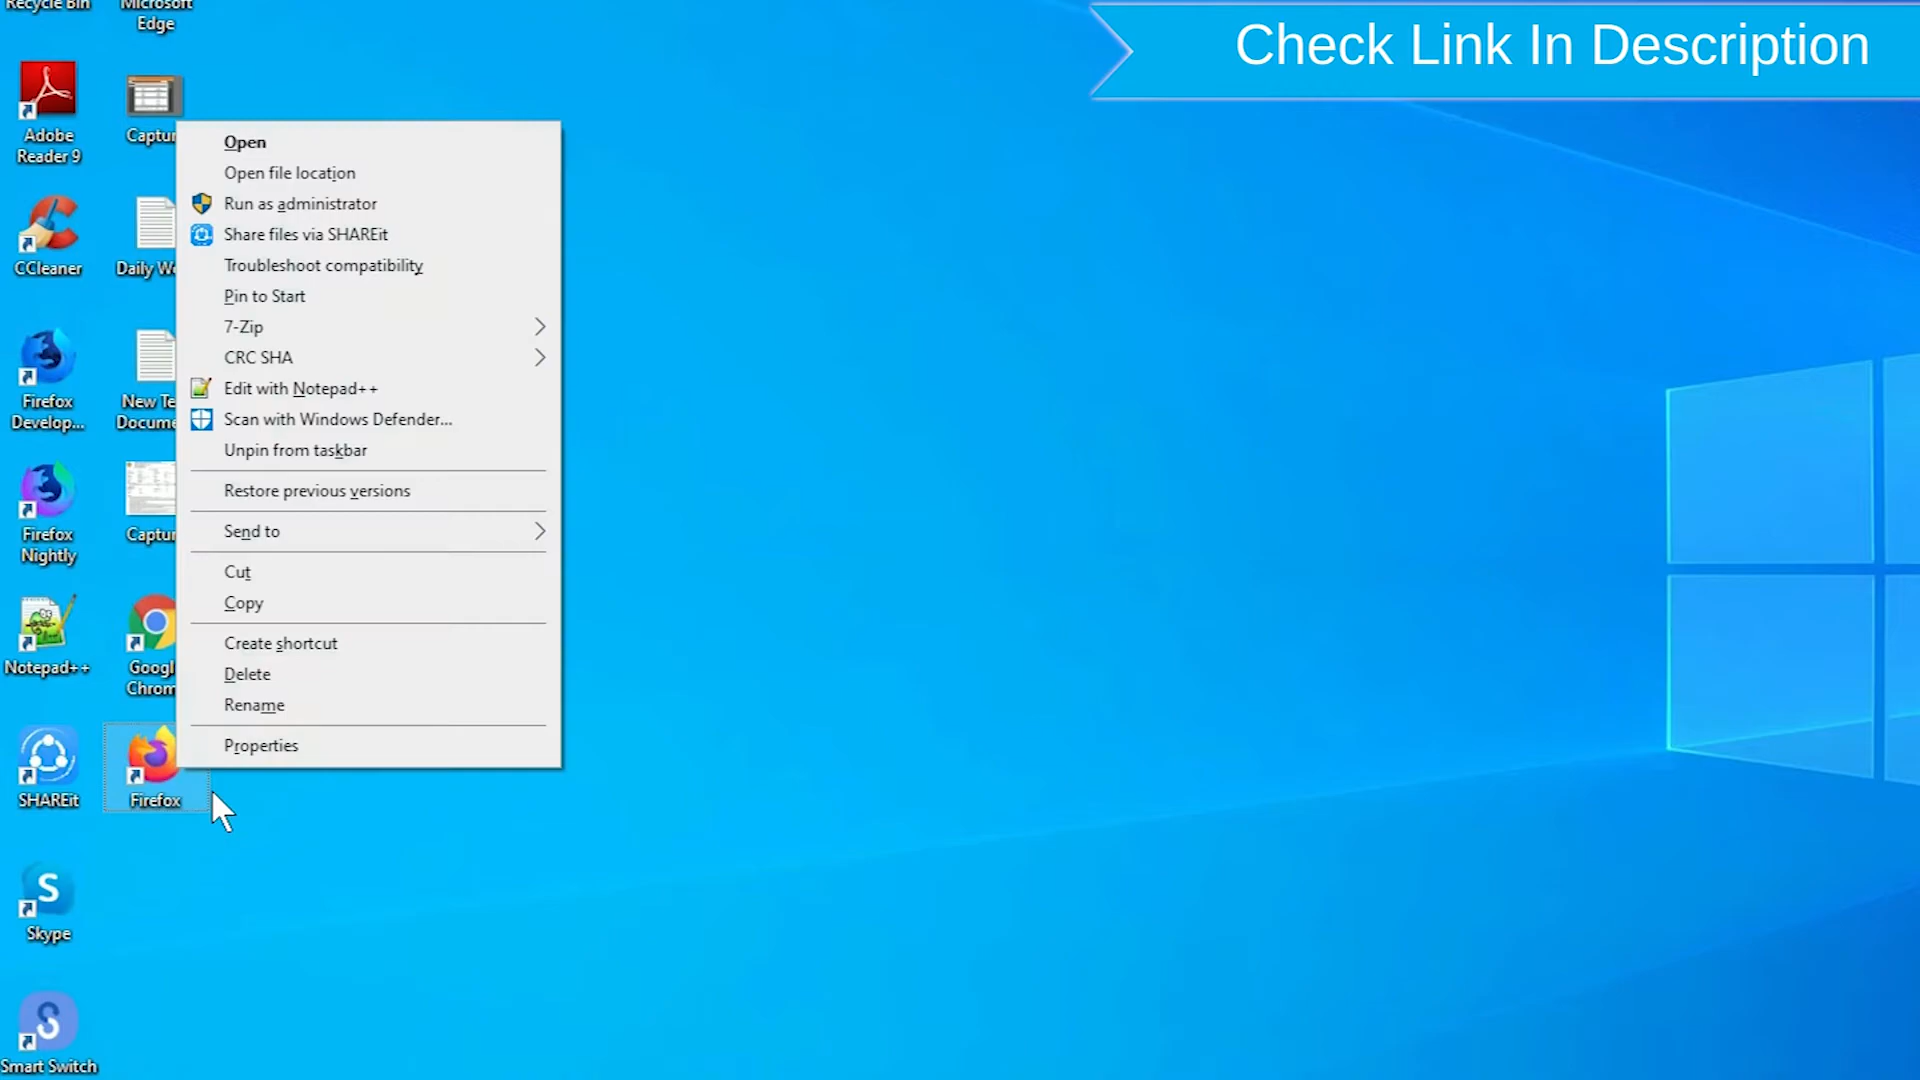 Recycle Bin
Microsoft
Edge
Check Link In Description
Adobe
Reader 9
Captur
CCleaner
Daily Wo
Firefox
Develop...
New Te
Docume
Firefox
Nightly
Captur
Notepad++
Googl
Chrom
SHAREit
Firefox
Skype
Smart Switch
Open
Open file location
Run as administrator
Share files via SHAREit
Troubleshoot compatibility
Pin to Start
7-Zip
CRC SHA
Edit with Notepad++
Scan with Windows Defender...
Unpin from taskbar
Restore previous versions
Send to
Cut
Copy
Create shortcut
Delete
Rename
Properties